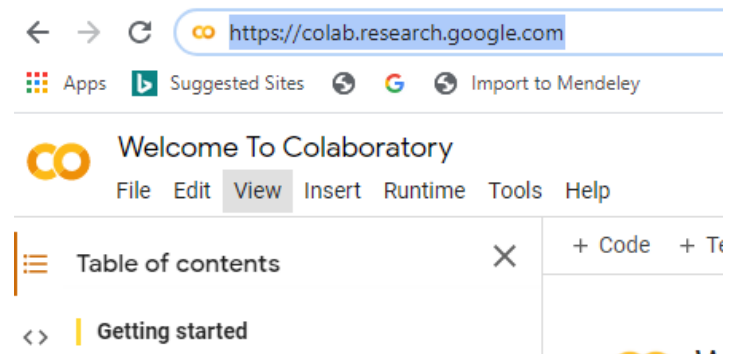 https://colab.research.google.com
Apps Suggested Sites Import to Mendeley
Welcome To Colaboratory
File Edit View Insert Runtime Tools Help
Table of contents
+ Code +
Getting started